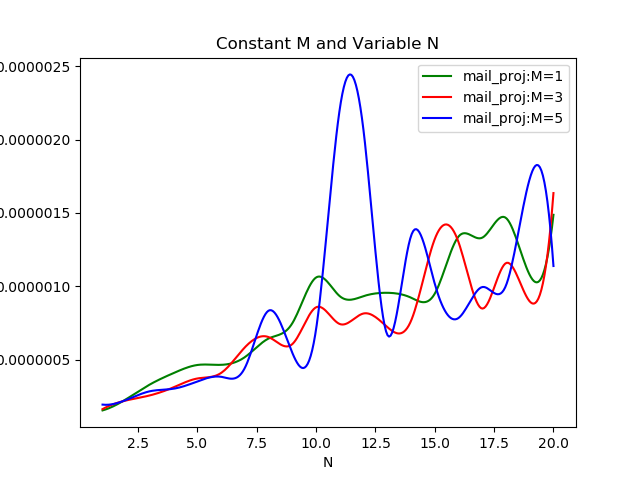 Constant M and Variable N
0.0000025
0.0000020
0.0000015
0.0000010
0.0000005
mail_proj:M=1
mail_proj:M=3
mail_proj:M=5
2.5 5.0 7.5 10.0 12.5 15.0 17.5 20.0
N